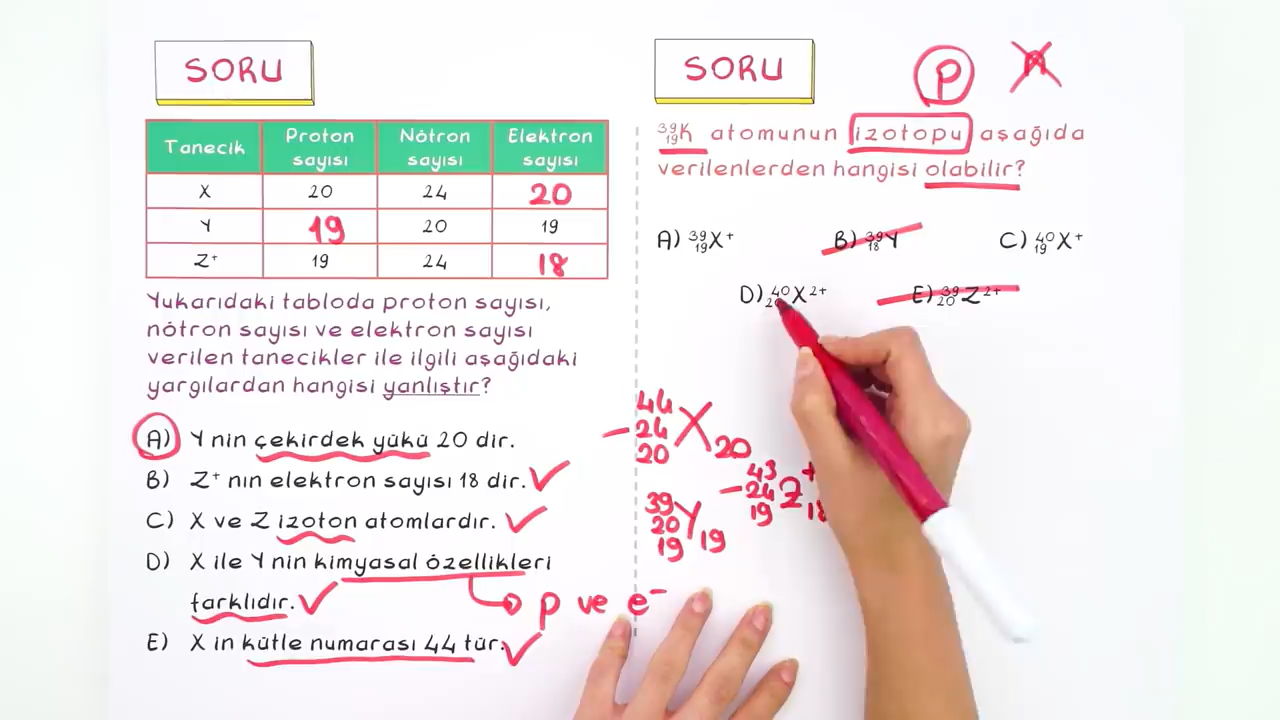 SORU
Tanecik Proton sayısı Nötron sayısı Elektron sayısı
X 20 24 20
Y 19 20 19
Z⁺ 19 24 18
Yukarıdaki tabloda proton sayısı,
nötron sayısı ve elektron sayısı
verilen tanecikler ile ilgili aşağıdaki
yargılardan hangisi yanlıştır?
A) Y nin çekirdek yükü 20 dir.
B) Z⁺ nın elektron sayısı 18 dir.
C) X ve Z izoton atomlardır.
D) X ile Y nin kimyasal özellikleri
farklıdır.
p ve e⁻
E) X in kütle numarası 44 tür.
SORU
p n
³⁹₁₉K atomunun izotopu aşağıda
verilenlerden hangisi olabilir?
A) ³⁹₁₉X⁺ B) ³⁹₁₈Y C) ⁴⁰₁₉X⁺
D) ⁴⁰₂₀X²⁺ E) ³⁹₂₀Z²⁺
44
24 X
20 20
43 +
24 Z
19 18
39
20 Y
19 19